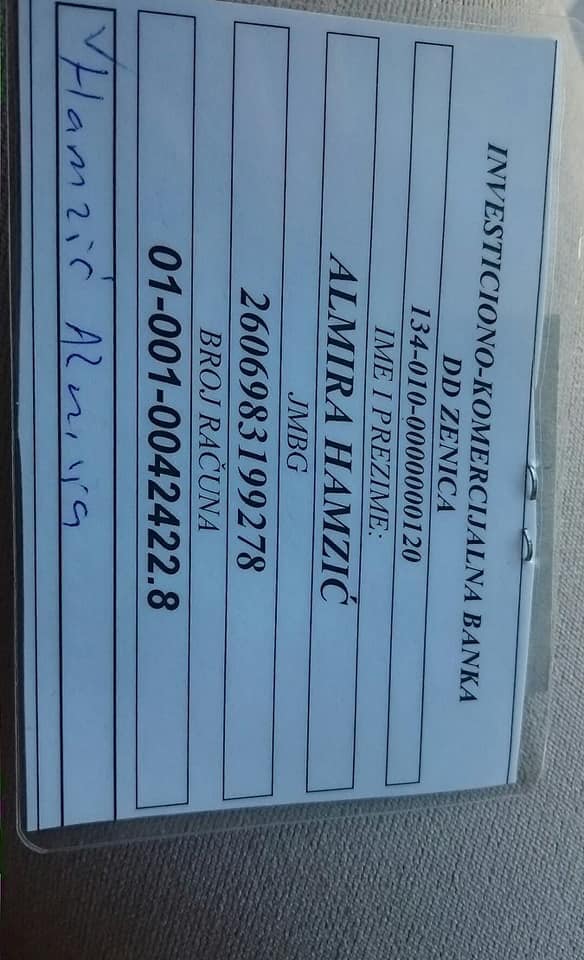 INVESTICIONO-KOMERCIJALNA BANKA
DD ZENICA
134-010-0000000120
IME I PREZIME:
ALMIRA HAMZIĆ
JMBG
2606983199278
BROJ RAČUNA
01-001-0042422.8
Hamzić Almira